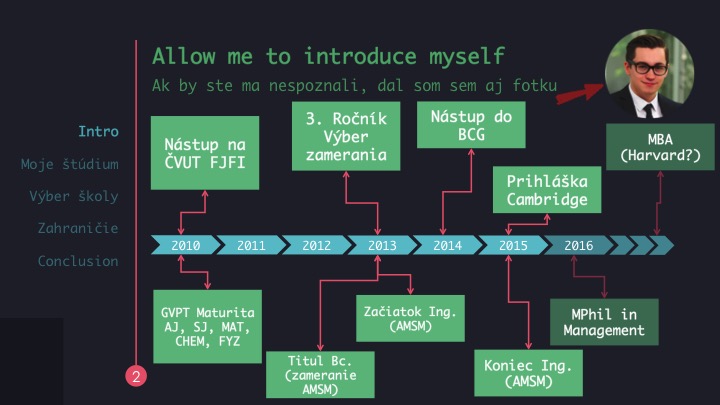 Allow me to introduce myself
Ak by ste ma nespoznali, dal som sem aj fotku
Intro
Moje štúdium
Výber školy
Zahraničie
Conclusion
Nástup na
ČVUT FJFI
3. Ročník
Výber
zamerania
Nástup do
BCG
Prihláška
Cambridge
MBA
(Harvard?)
2010
2011
2012
2013
2014
2015
2016
GVPT Maturita
AJ, SJ, MAT,
CHEM, FYZ
Titul Bc.
(zameranie
AMSM)
Začiatok Ing.
(AMSM)
Koniec Ing.
(AMSM)
MPhil in
Management
2